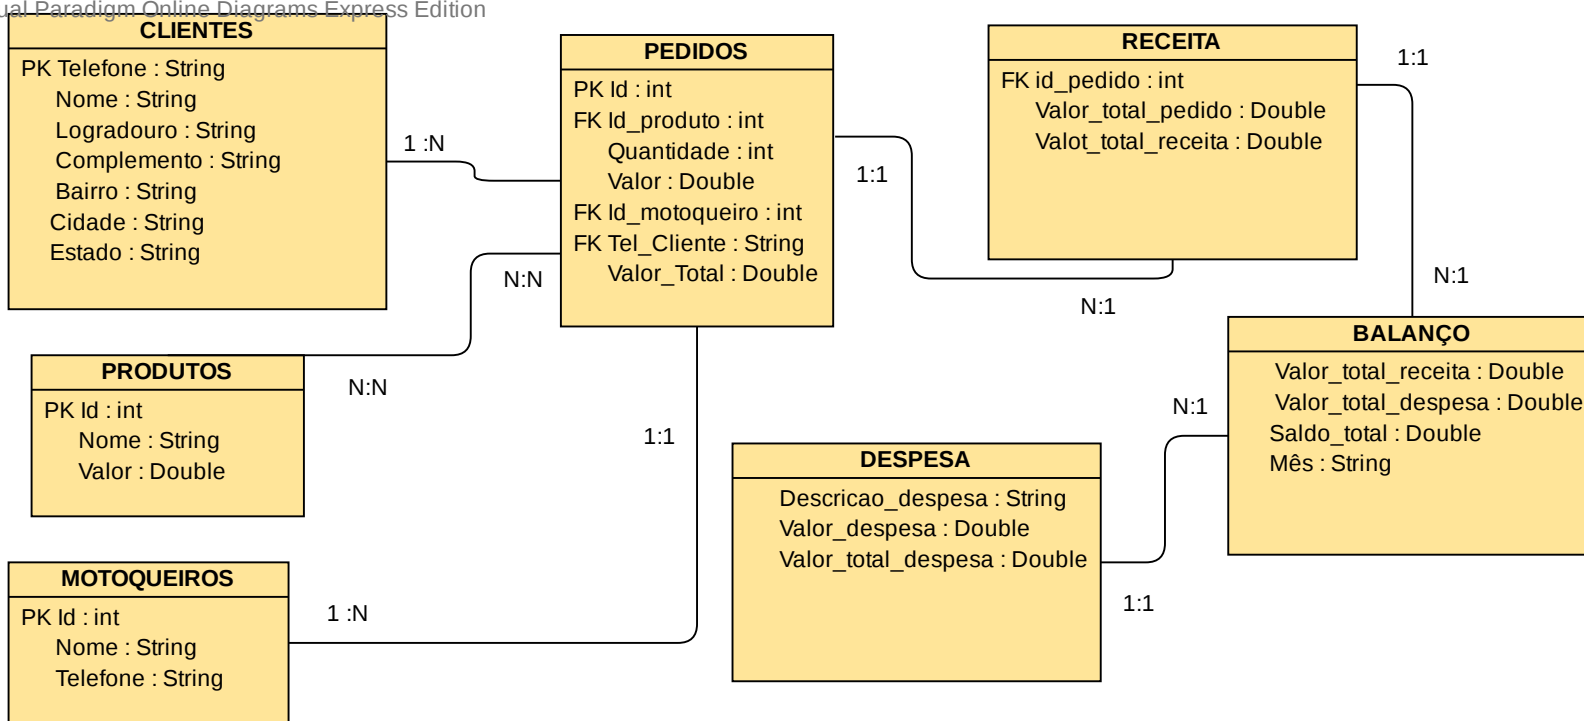 ual Paradigm Online Diagrams Express Edition
CLIENTES
PK Telefone : String
Nome : String
Logradouro : String
Complemento : String
Bairro : String
Cidade : String
Estado : String
1 :N
PEDIDOS
PK Id : int
FK Id_produto : int
Quantidade : int
Valor : Double
FK Id_motoqueiro : int
FK Tel_Cliente : String
Valor_Total : Double
1:1
RECEITA
FK id_pedido : int
Valor_total_pedido : Double
Valot_total_receita : Double
1:1
N:1
N:1
N:N
N:N
PRODUTOS
PK Id : int
Nome : String
Valor : Double
1:1
BALANÇO
Valor_total_receita : Double
Valor_total_despesa : Double
Saldo_total : Double
Mês : String
N:1
DESPESA
Descricao_despesa : String
Valor_despesa : Double
Valor_total_despesa : Double
1:1
MOTOQUEIROS
PK Id : int
Nome : String
Telefone : String
1 :N